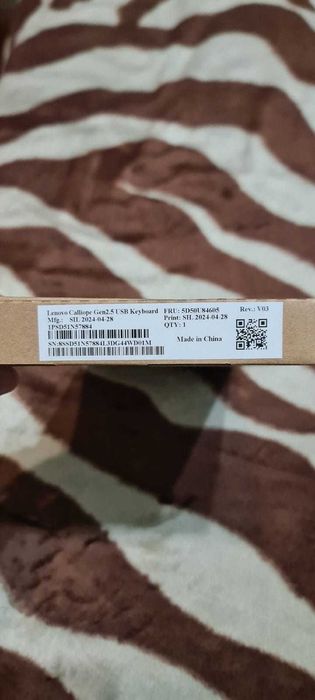 Lenovo Calliope Gen2.5 USB Keyboard FRU: 5D50U84605 Rev.: V03
Mfg.: SIL 2024-04-28 Print: SIL 2024-04-28
1PSD51N57884 QTY: 1
Made in China
SN:8SSD51N57884L3DG44WD01M